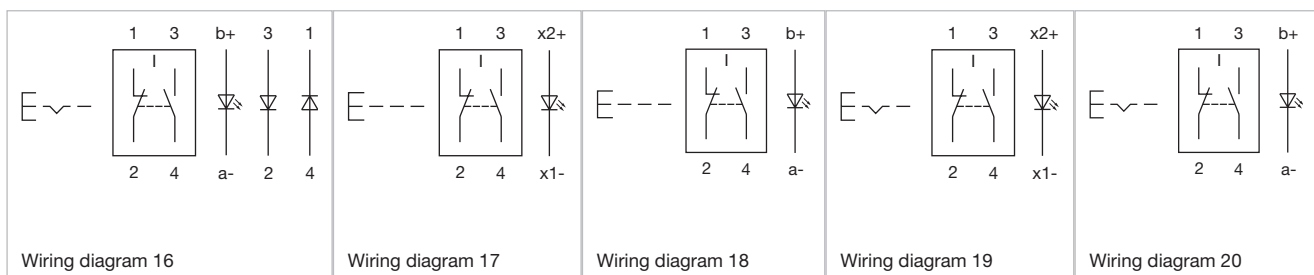 1 3 b+ 3 1
I
2 4 a- 2 4
Wiring diagram 16
1 3 x2+
I
2 4 x1-
Wiring diagram 17
1 3 b+
I
2 4 a-
Wiring diagram 18
1 3 x2+
I
2 4 x1-
Wiring diagram 19
1 3 b+
I
2 4 a-
Wiring diagram 20